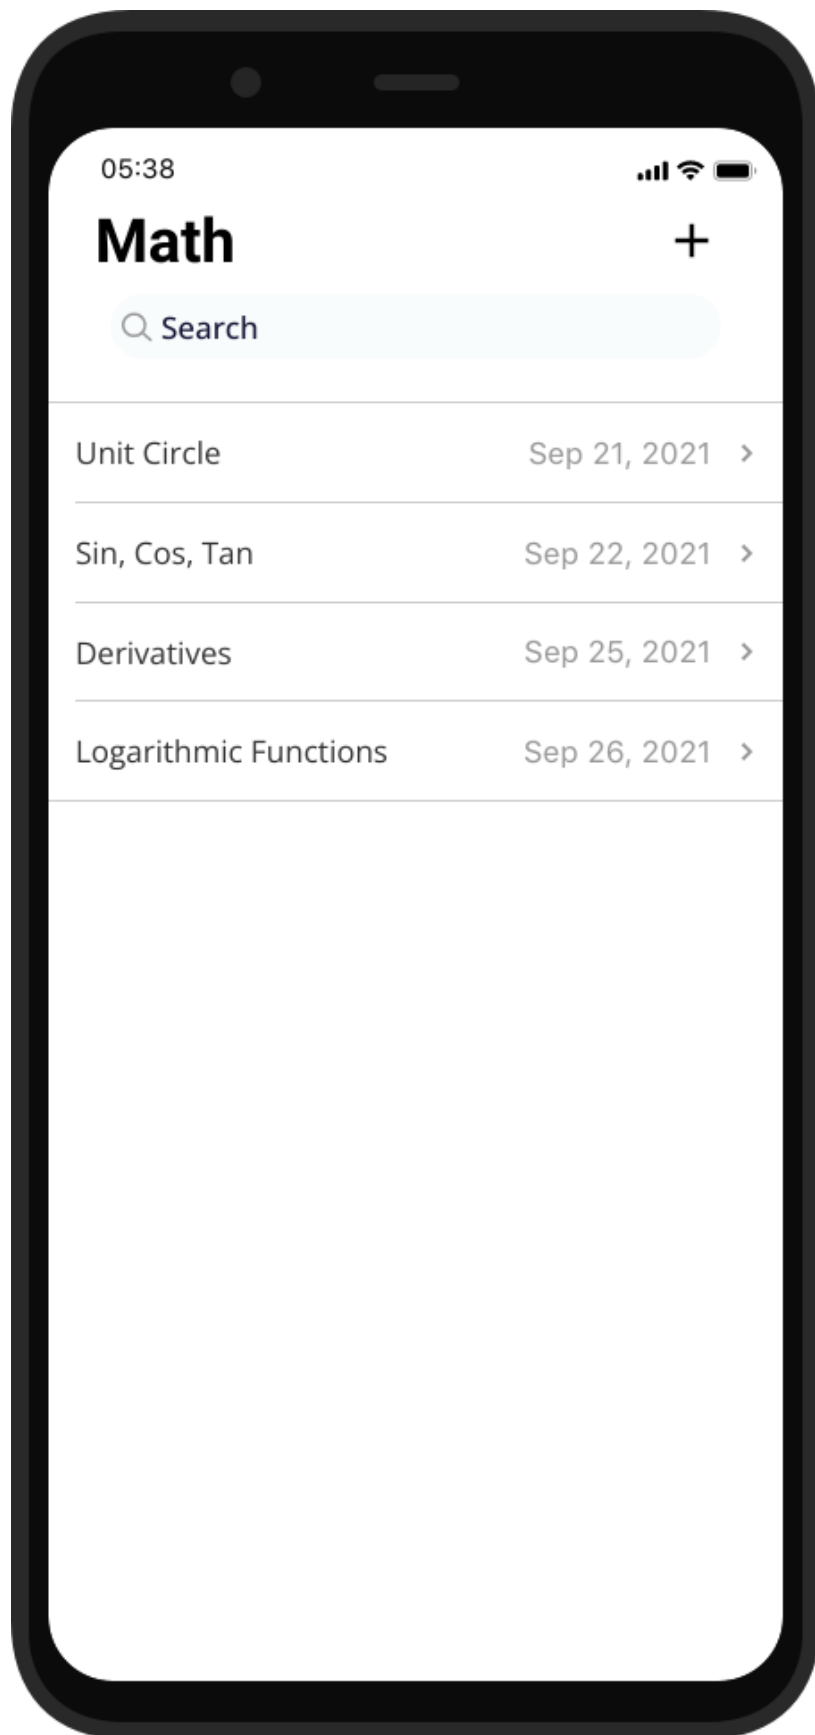 05:38
Math
Search
Unit Circle Sep 21, 2021
Sin, Cos, Tan Sep 22, 2021
Derivatives Sep 25, 2021
Logarithmic Functions Sep 26, 2021